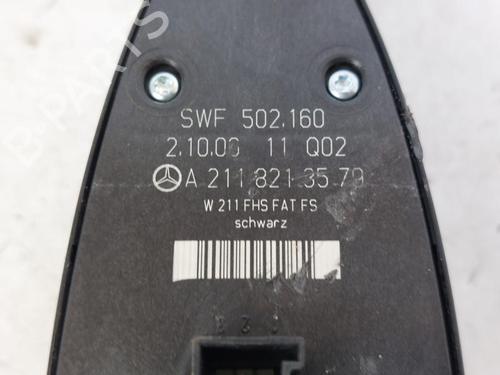 SWF 502.160
2.10.06 11 Q02
A 211 821 35 79
W 211 FHS FAT FS
schwarz